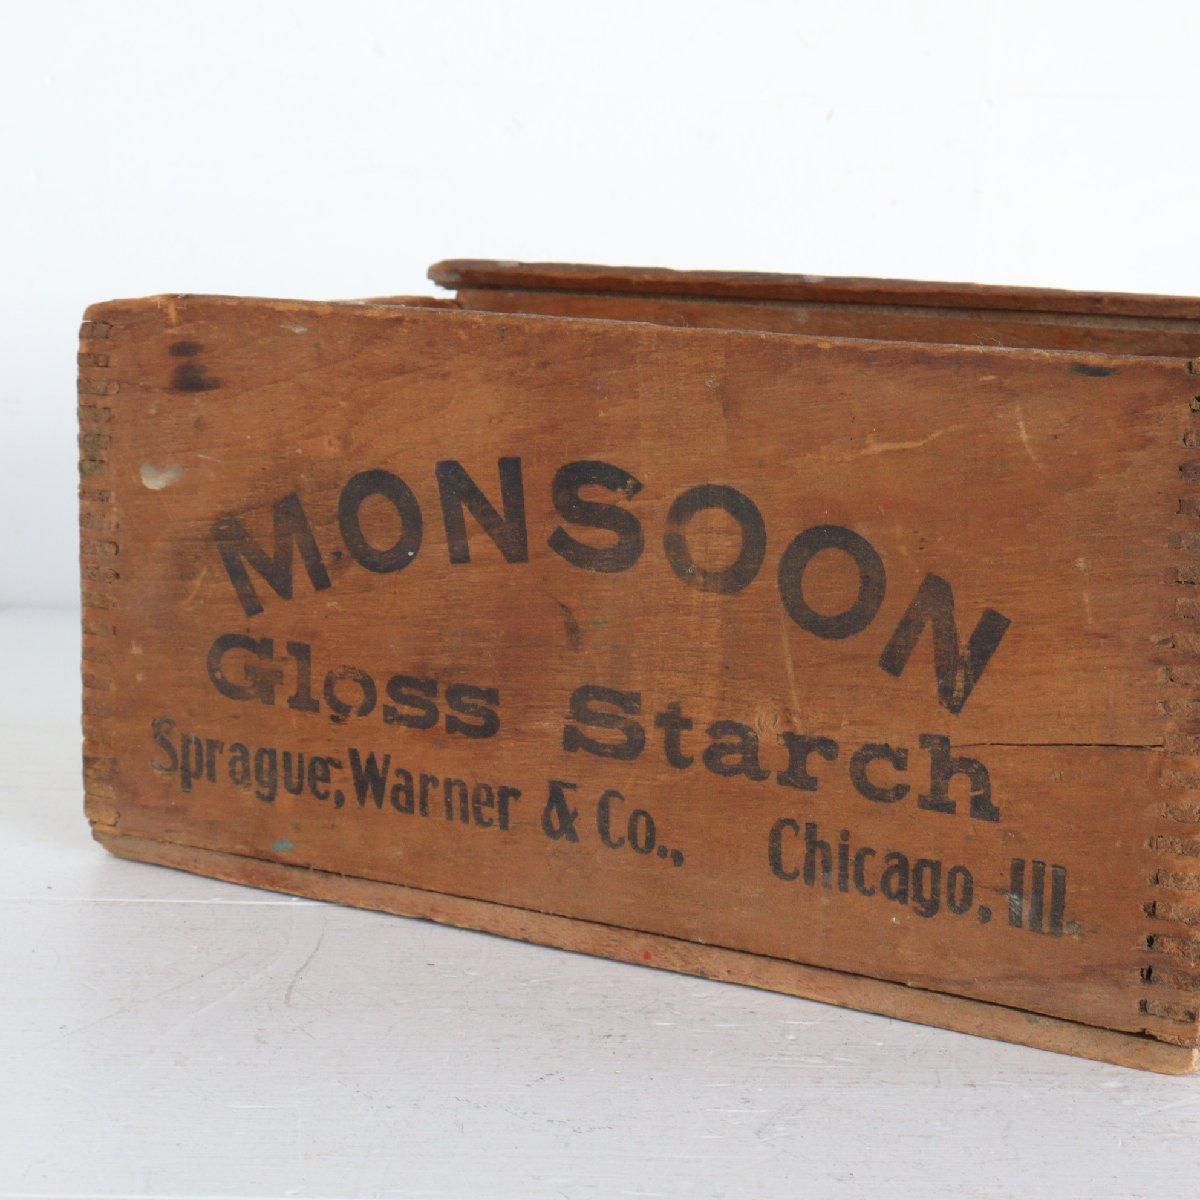 MONSOON
Gloss Starch
Sprague, Warner & Co., Chicago, Ill.